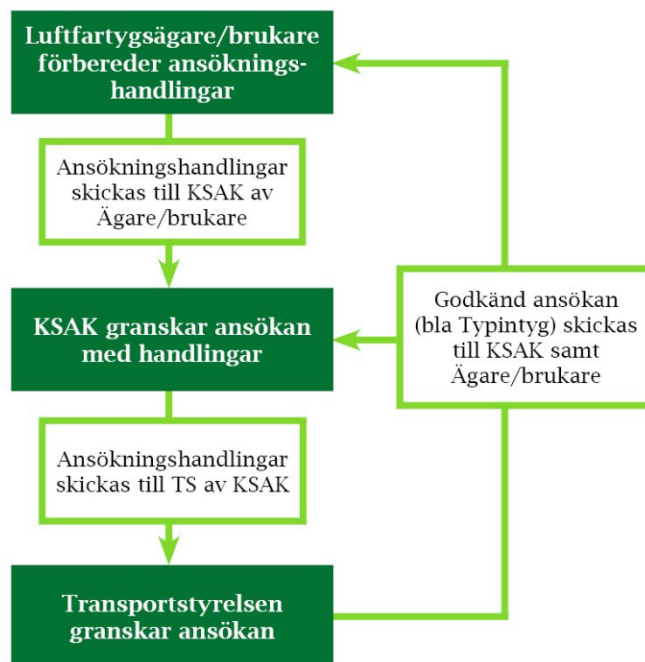 Luftfartygsägare/brukare
förbereder ansöknings-
handlingar
Ansökningshandlingar
skickas till KSAK av
Ägare/brukare
KSAK granskar ansökan
med handlingar
Godkänd ansökan
(bla Typintyg) skickas
till KSAK samt
Ägare/brukare
Ansökningshandlingar
skickas till TS av KSAK
Transportstyrelsen
granskar ansökan